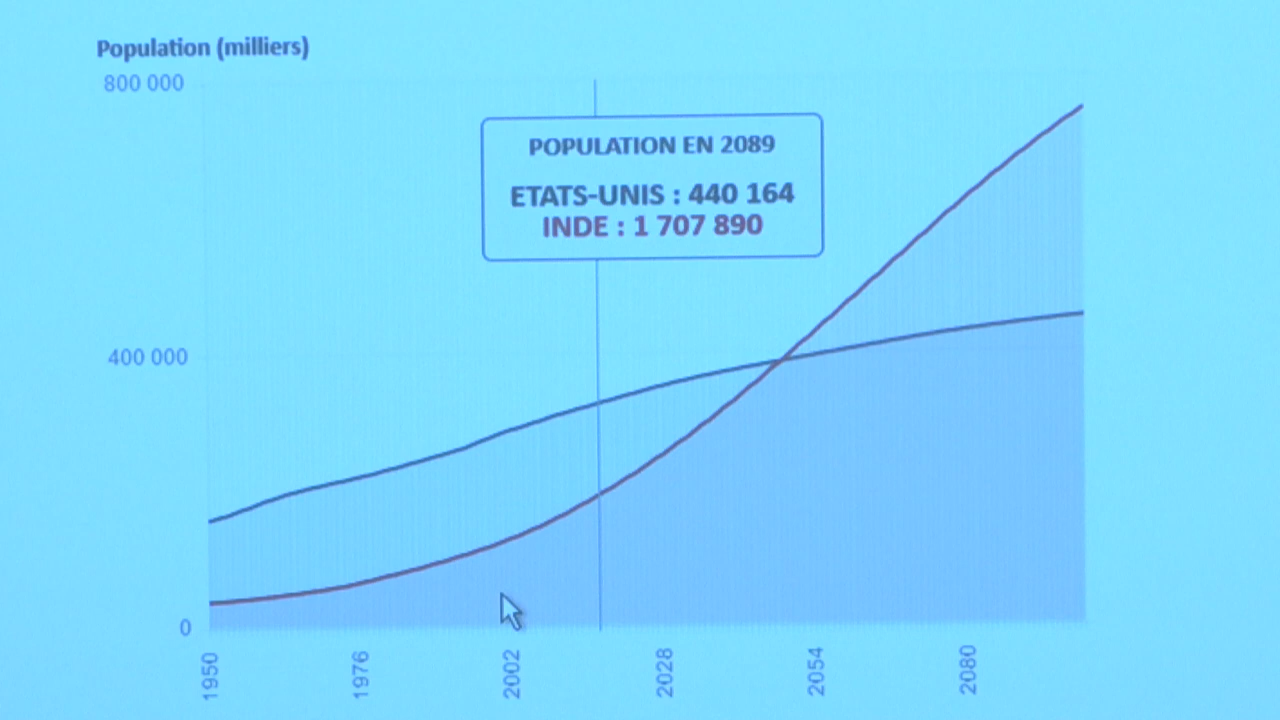 Population (milliers)
800 000
POPULATION EN 2089
ETATS-UNIS : 440 164
INDE : 1 707 890
400 000
0
1950
1976
2002
2028
2054
2080